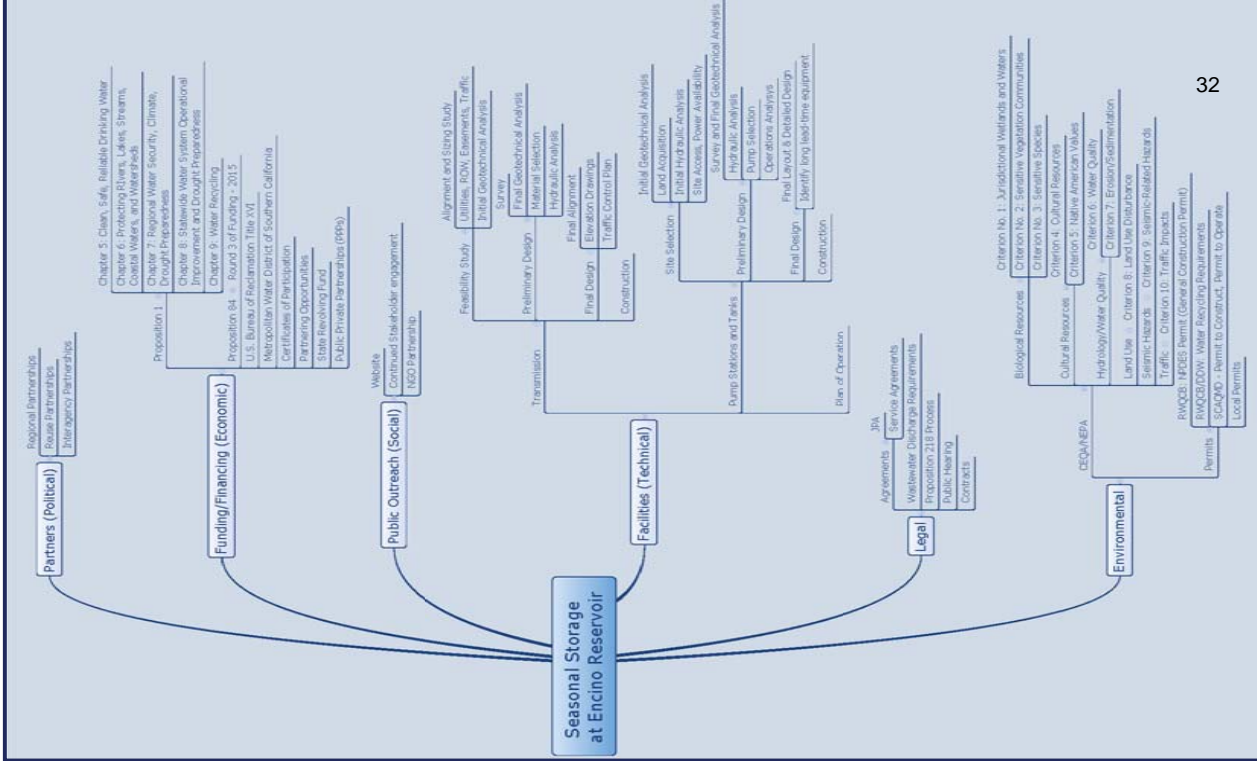 32
Seasonal Storage
at Encino Reservoir
Partners (Political)
Regional Partnerships
Reuse Partnerships
Interagency Partnerships
Funding/Financing (Economic)
Proposition 1
Chapter 5: Clean, Safe, Reliable Drinking Water
Chapter 6: Protecting RIvers, Lakes, Streams,
Coastal Waters, and Watersheds
Chapter 7: Regional Water Security, Climate,
Drought Preparedness
Chapter 8: Statewide Water System Operational
Improvement and Drought Preparedness
Chapter 9: Water Recycling
Proposition 84
Round 3 of Funding - 2015
U.S. Bureau of Reclamation Title XVI
Metropolitan Water District of Southern California
Certificates of Participation
Partnering Opportunities
State Revolving Fund
Public Private Partnerships (PPPs)
Public Outreach (Social)
Website
Continued Stakeholder engagement
NGO Partnership
Facilities (Technical)
Transmission
Feasibility Study
Alignment and Sizing Study
Utilities, ROW, Easements, Traffic
Initial Geotechnical Analysis
Preliminary Design
Survey
Final Geotechnical Analysis
Material Selection
Hydraulic Analysis
Final Design
Final Alignment
Elevation Drawings
Traffic Control Plan
Construction
Pump Stations and Tanks
Site Selection
Initial Geotechnical Analysis
Land Acquisition
Initial Hydraulic Analysis
Site Access, Power Availability
Preliminary Design
Survey and Final Geotechnical Analysis
Hydraulic Analysis
Pump Selection
Operations Analysys
Final Design
Final Layout & Detailed Design
Identify long lead-time equipment
Construction
Plan of Operation
Legal
Agreements
JPA
Service Agreements
Wastewater Discharge Requirements
Proposition 218 Process
Public Hearing
Contracts
Environmental
CEQA/NEPA
Biological Resources
Criterion No. 1: Jurisdictional Wetlands and Waters
Criterion No. 2: Sensitive Vegetation Communities
Criterion No. 3: Sensitive Species
Cultural Resources
Criterion 4: Cultural Resources
Criterion 5: Native American Values
Hydrology/Water Quality
Criterion 6: Water Quality
Criterion 7: Erosion/Sedimentation
Land Use
Criterion 8: Land Use Disturbance
Seismic Hazards
Criterion 9: Seismic-Related Hazards
Traffic
Criterion 10: Traffic Impacts
Permits
RWQCB: NPDES Permit (General Construction Permit)
RWQCB/DDW: Water Recycling Requirements
SCAQMD - Permit to Construct, Permit to Operate
Local Permits